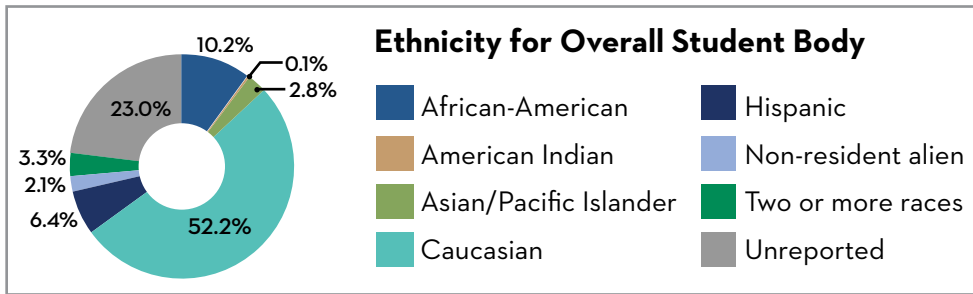 Ethnicity for Overall Student Body
10.2%
0.1%
2.8%
23.0%
3.3%
2.1%
6.4%
52.2%
African-American
American Indian
Asian/Pacific Islander
Caucasian
Hispanic
Non-resident alien
Two or more races
Unreported